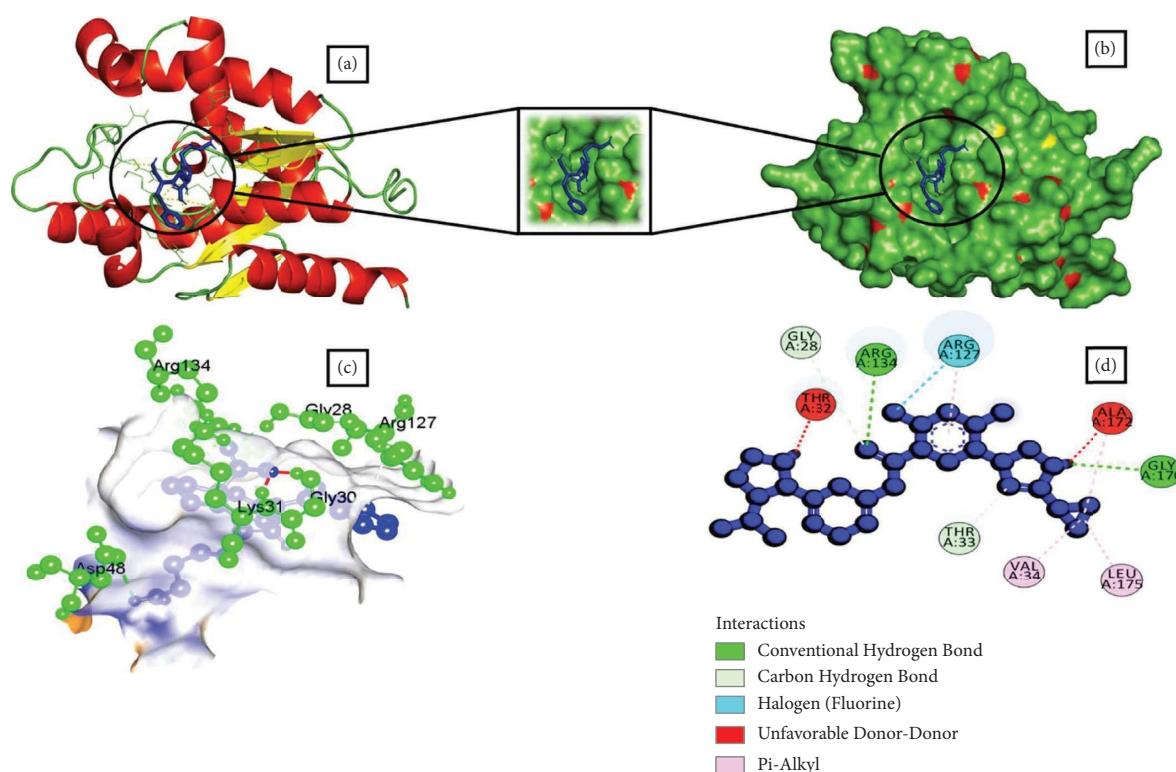 (a)
(b)
Arg134
Gly28
Arg127
Lys31
Gly30
Asp48
(c)
(d)
GLY
A:28
ARG
A:134
ARG
A:127
THR
A:32
ALA
A:172
GLY
THR
A:33
VAL
A:34
LEU
A:175
Interactions
Conventional Hydrogen Bond
Carbon Hydrogen Bond
Halogen (Fluorine)
Unfavorable Donor-Donor
Pi-Alkyl